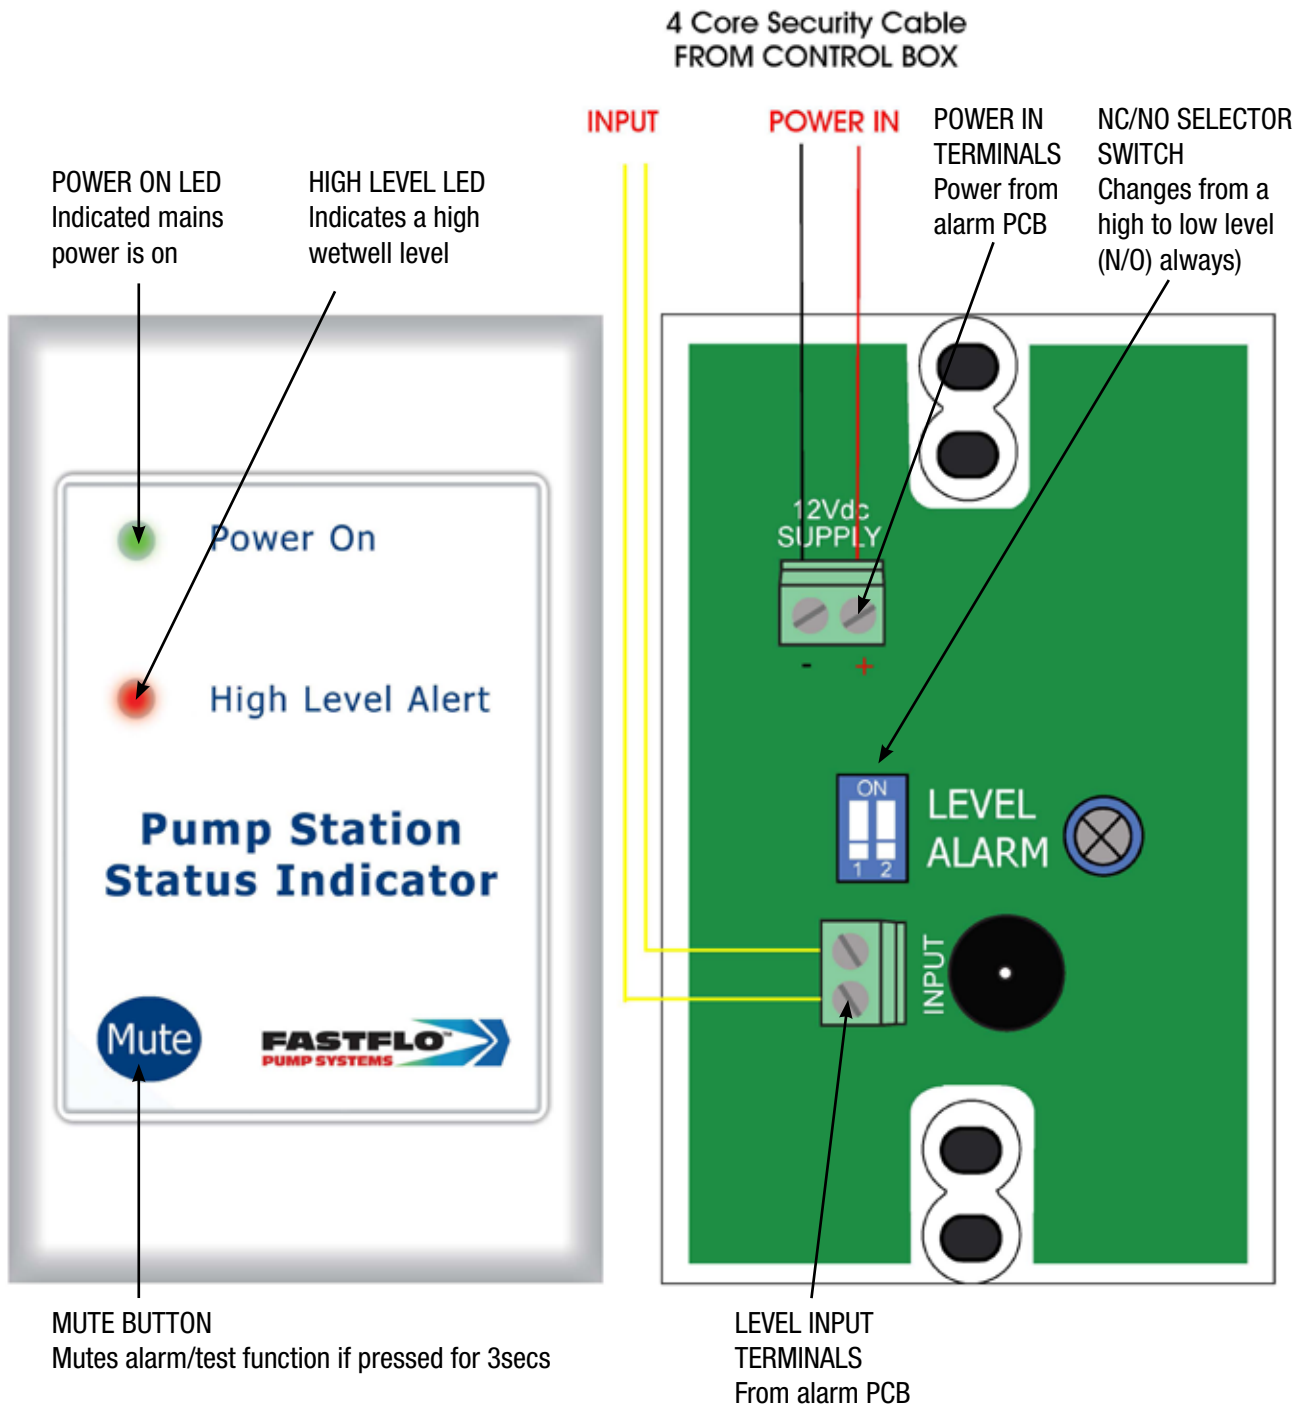 4 Core Security Cable
FROM CONTROL BOX
INPUT
POWER IN
POWER IN
TERMINALS
Power from
alarm PCB
NC/NO SELECTOR
SWITCH
Changes from a
high to low level
(N/O) always)
POWER ON LED
Indicated mains
power is on
HIGH LEVEL LED
Indicates a high
wetwell level
Power On
High Level Alert
Pump Station
Status Indicator
Mute
FASTFLO™
PUMP SYSTEMS
12Vdc
SUPPLY
- +
ON
1 2
LEVEL
ALARM
INPUT
MUTE BUTTON
Mutes alarm/test function if pressed for 3secs
LEVEL INPUT
TERMINALS
From alarm PCB